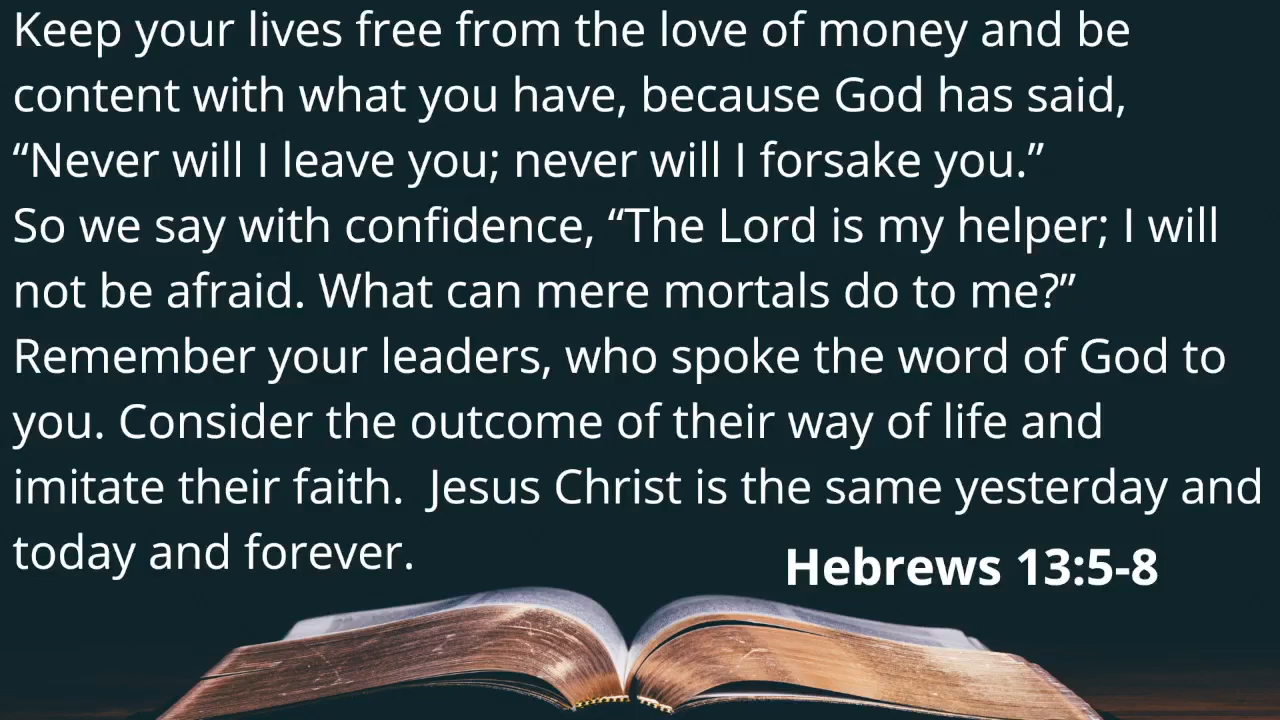 Keep your lives free from the love of money and be
content with what you have, because God has said,
“Never will I leave you; never will I forsake you.”
So we say with confidence, “The Lord is my helper; I will
not be afraid. What can mere mortals do to me?”
Remember your leaders, who spoke the word of God to
you. Consider the outcome of their way of life and
imitate their faith.  Jesus Christ is the same yesterday and
today and forever.
Hebrews 13:5-8